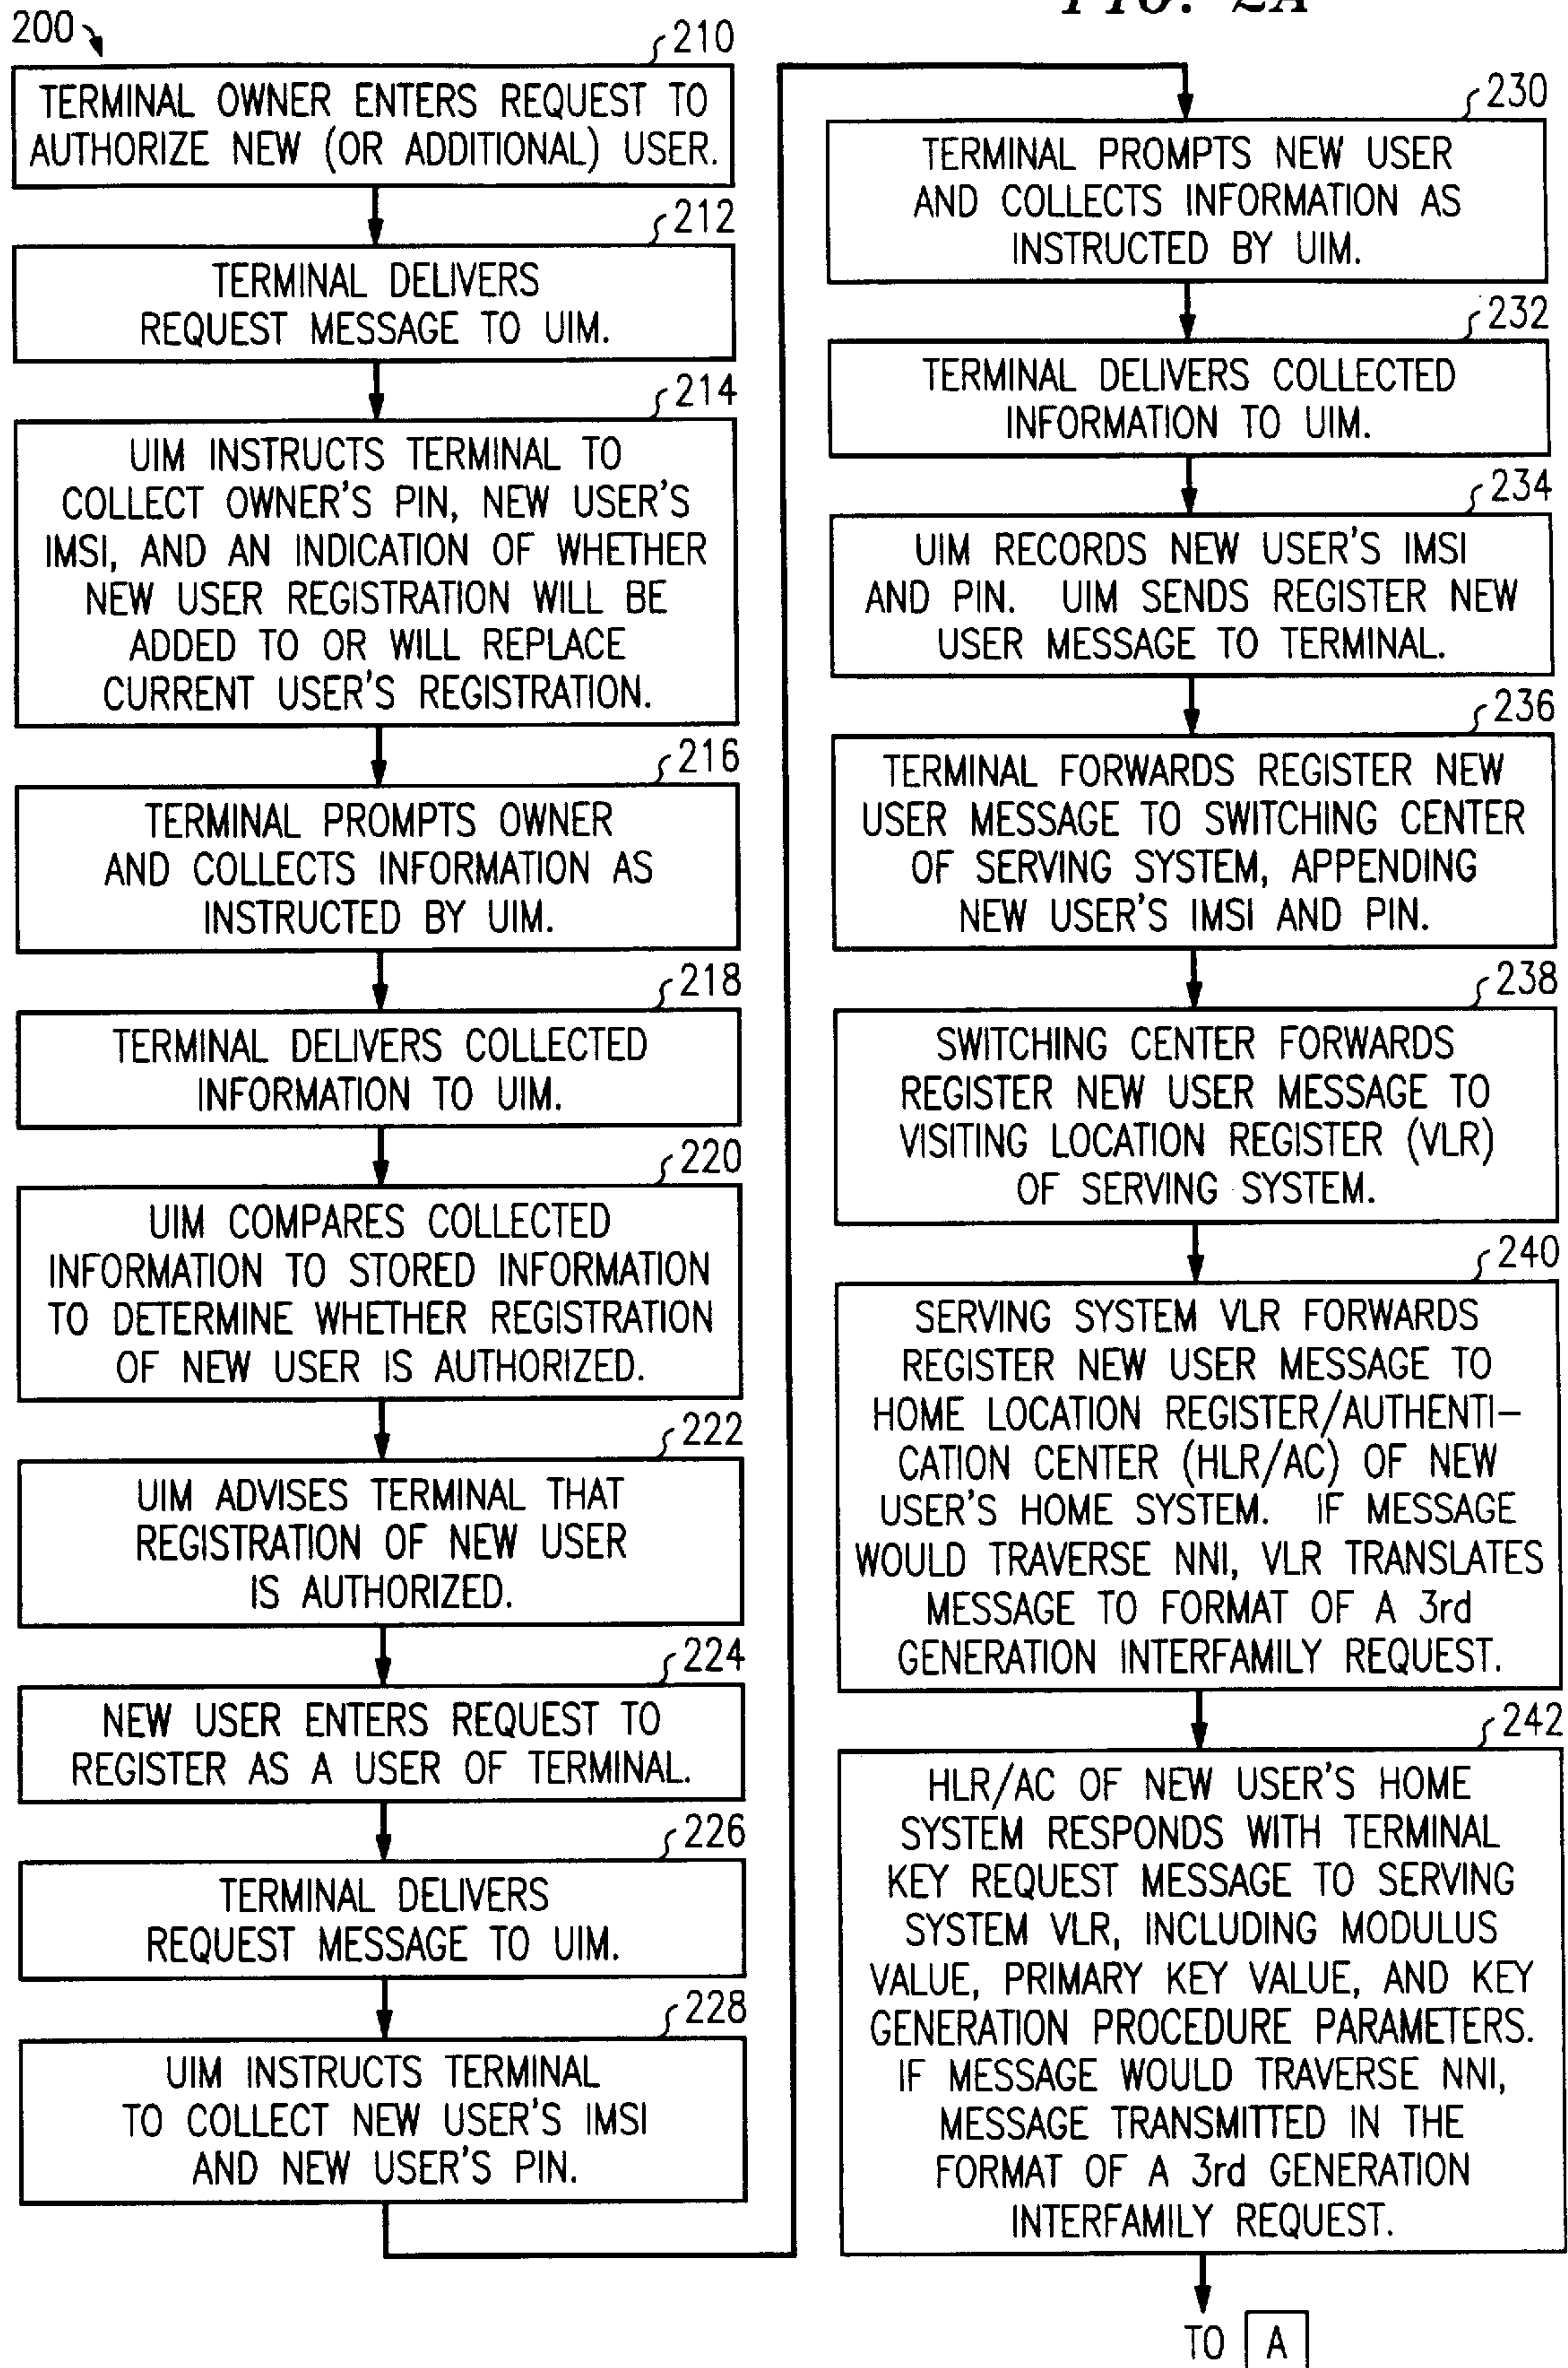 FIG. 2A
200
210
TERMINAL OWNER ENTERS REQUEST TO
AUTHORIZE NEW (OR ADDITIONAL) USER.
212
TERMINAL DELIVERS
REQUEST MESSAGE TO UIM.
214
UIM INSTRUCTS TERMINAL TO
COLLECT OWNER'S PIN, NEW USER'S
IMSI, AND AN INDICATION OF WHETHER
NEW USER REGISTRATION WILL BE
ADDED TO OR WILL REPLACE
CURRENT USER'S REGISTRATION.
216
TERMINAL PROMPTS OWNER
AND COLLECTS INFORMATION AS
INSTRUCTED BY UIM.
218
TERMINAL DELIVERS COLLECTED
INFORMATION TO UIM.
220
UIM COMPARES COLLECTED
INFORMATION TO STORED INFORMATION
TO DETERMINE WHETHER REGISTRATION
OF NEW USER IS AUTHORIZED.
222
UIM ADVISES TERMINAL THAT
REGISTRATION OF NEW USER
IS AUTHORIZED.
224
NEW USER ENTERS REQUEST TO
REGISTER AS A USER OF TERMINAL.
226
TERMINAL DELIVERS
REQUEST MESSAGE TO UIM.
228
UIM INSTRUCTS TERMINAL
TO COLLECT NEW USER'S IMSI
AND NEW USER'S PIN.
230
TERMINAL PROMPTS NEW USER
AND COLLECTS INFORMATION AS
INSTRUCTED BY UIM.
232
TERMINAL DELIVERS COLLECTED
INFORMATION TO UIM.
234
UIM RECORDS NEW USER'S IMSI
AND PIN. UIM SENDS REGISTER NEW
USER MESSAGE TO TERMINAL.
236
TERMINAL FORWARDS REGISTER NEW
USER MESSAGE TO SWITCHING CENTER
OF SERVING SYSTEM, APPENDING
NEW USER'S IMSI AND PIN.
238
SWITCHING CENTER FORWARDS
REGISTER NEW USER MESSAGE TO
VISITING LOCATION REGISTER (VLR)
OF SERVING SYSTEM.
240
SERVING SYSTEM VLR FORWARDS
REGISTER NEW USER MESSAGE TO
HOME LOCATION REGISTER/AUTHENTI-
CATION CENTER (HLR/AC) OF NEW
USER'S HOME SYSTEM. IF MESSAGE
WOULD TRAVERSE NNI, VLR TRANSLATES
MESSAGE TO FORMAT OF A 3rd
GENERATION INTERFAMILY REQUEST.
242
HLR/AC OF NEW USER'S HOME
SYSTEM RESPONDS WITH TERMINAL
KEY REQUEST MESSAGE TO SERVING
SYSTEM VLR, INCLUDING MODULUS
VALUE, PRIMARY KEY VALUE, AND KEY
GENERATION PROCEDURE PARAMETERS.
IF MESSAGE WOULD TRAVERSE NNI,
MESSAGE TRANSMITTED IN THE
FORMAT OF A 3rd GENERATION
INTERFAMILY REQUEST.
TO A